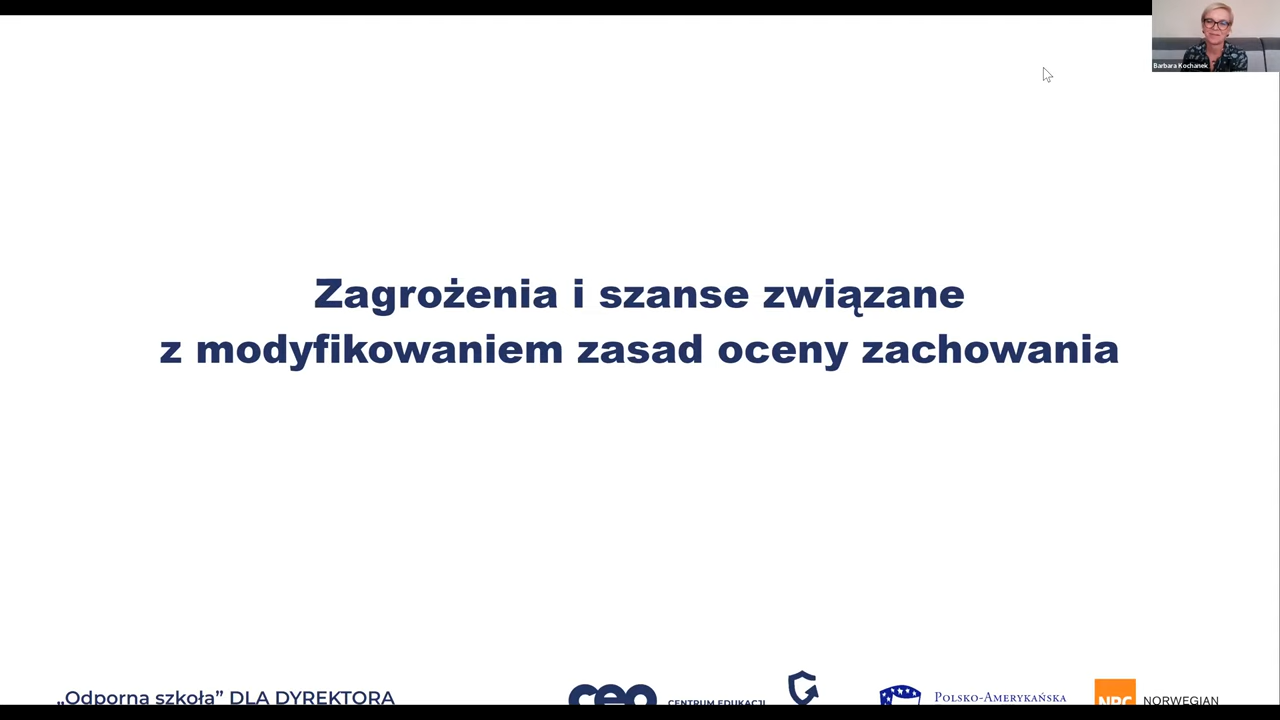 Barbara Kochanek
Zagrożenia i szanse związane
z modyfikowaniem zasad oceny zachowania
„Odporna szkoła” DLA DYREKTORA
ceo
CENTRUM EDUKACJI
POLSKO-AMERYKAŃSKA
NRC
NORWEGIAN